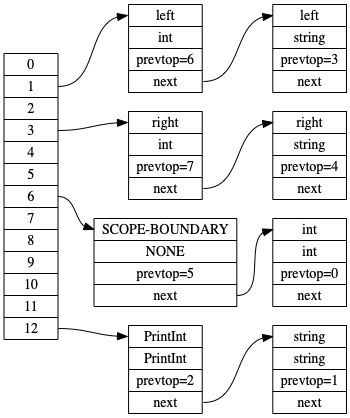 0
1
2
3
4
5
6
7
8
9
10
11
12
left
int
prevtop=6
next
left
string
prevtop=3
next
right
int
prevtop=7
next
right
string
prevtop=4
next
SCOPE-BOUNDARY
NONE
prevtop=5
next
int
int
prevtop=0
next
PrintInt
PrintInt
prevtop=2
next
string
string
prevtop=1
next